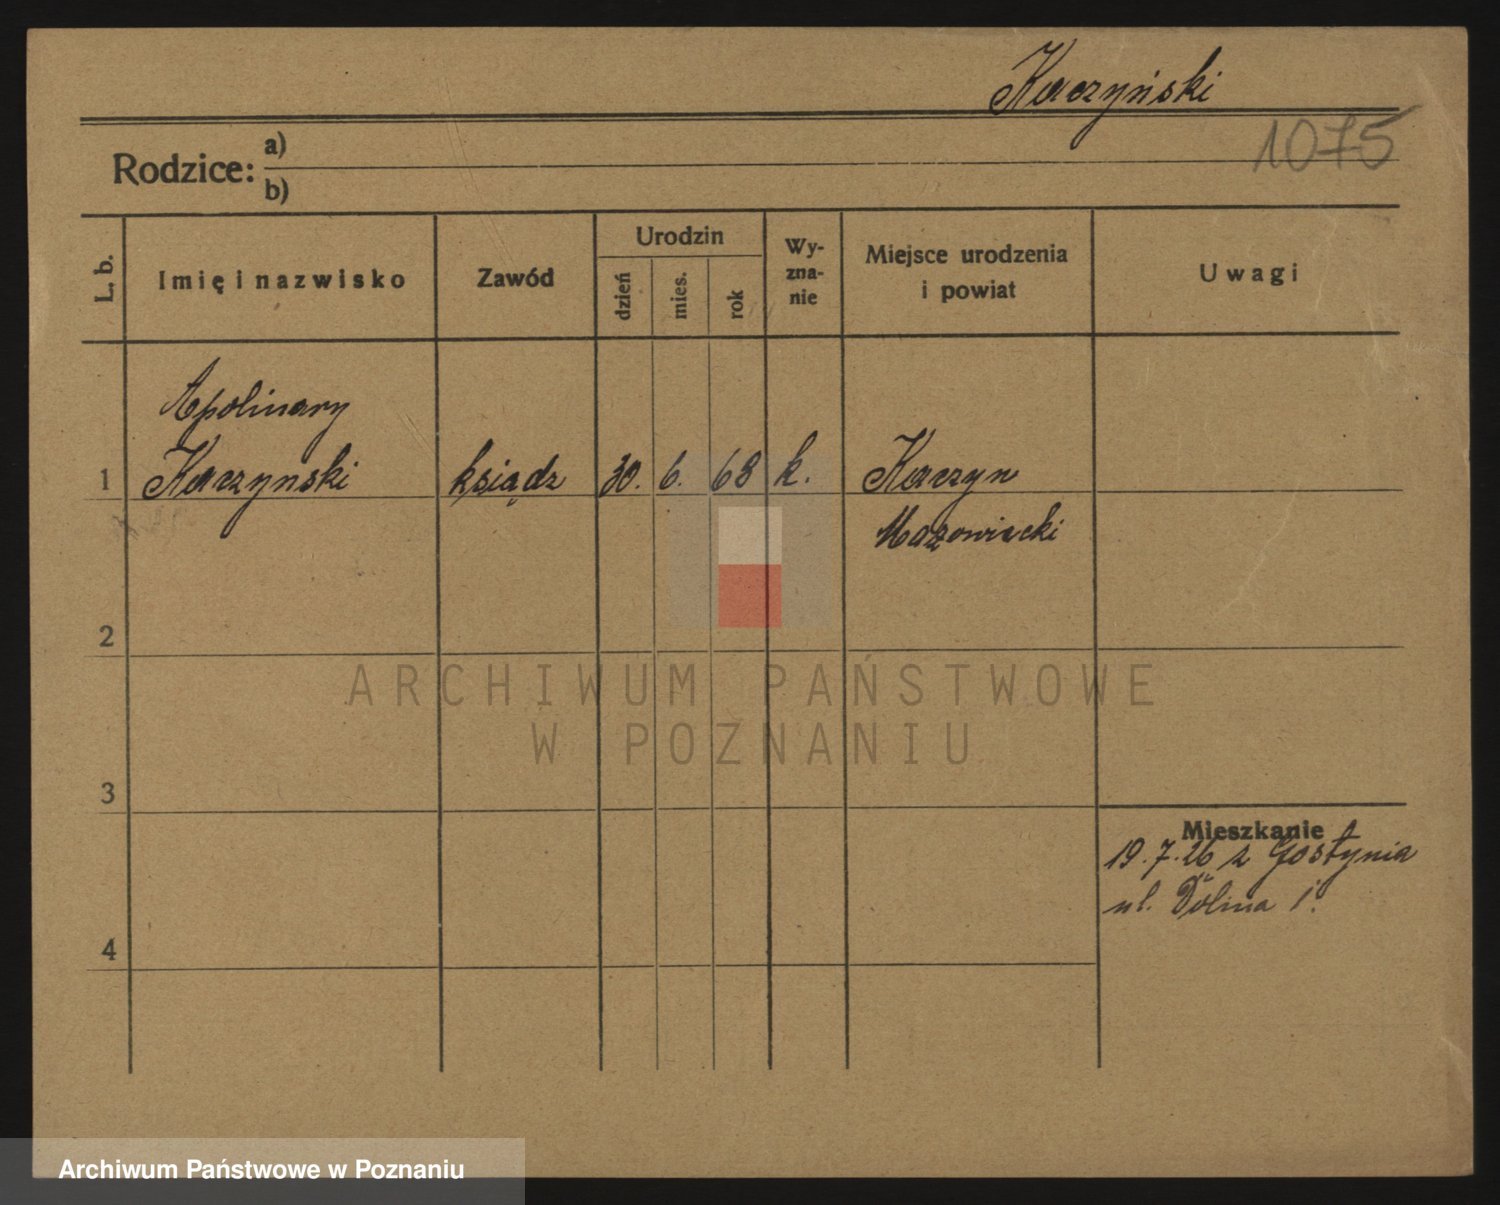 Kaczyński
1075
Rodzice: a)
b)
L. b.
Imię i nazwisko
Zawód
Urodzin
dzień
mies.
rok
Wy-
zna-
nie
Miejsce urodzenia
i powiat
Uwagi
Apolinary
1 Kaczynski ksiądz 30. 6. 68 k. Kaczyn
Mazowiecki
2
ARCHIWUM PAŃSTWOWE
W POZNANIU
3
Mieszkanie
19.7.26 z Gostynia
ul. Dolina 1.
4
Archiwum Państwowe w Poznaniu